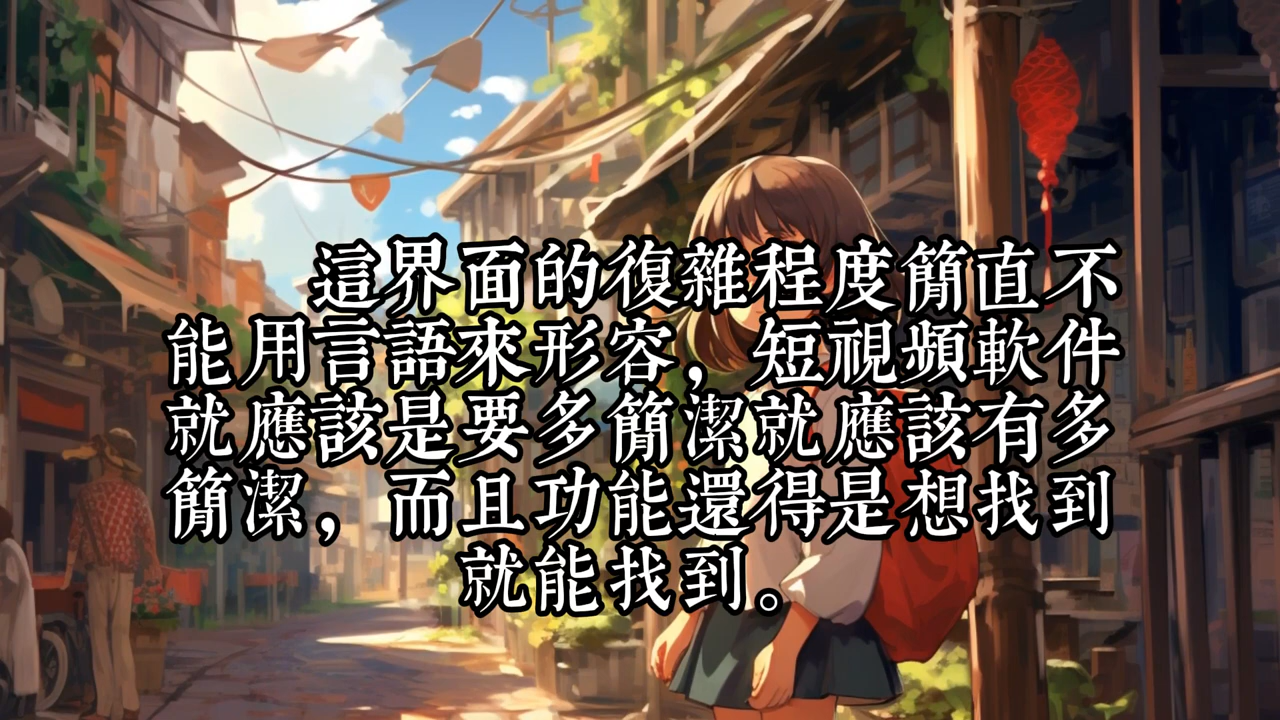 這界面的復雜程度簡直不
能用言語來形容，短視頻軟件
就應該是要多簡潔就應該有多
簡潔，而且功能還得是想找到
就能找到。